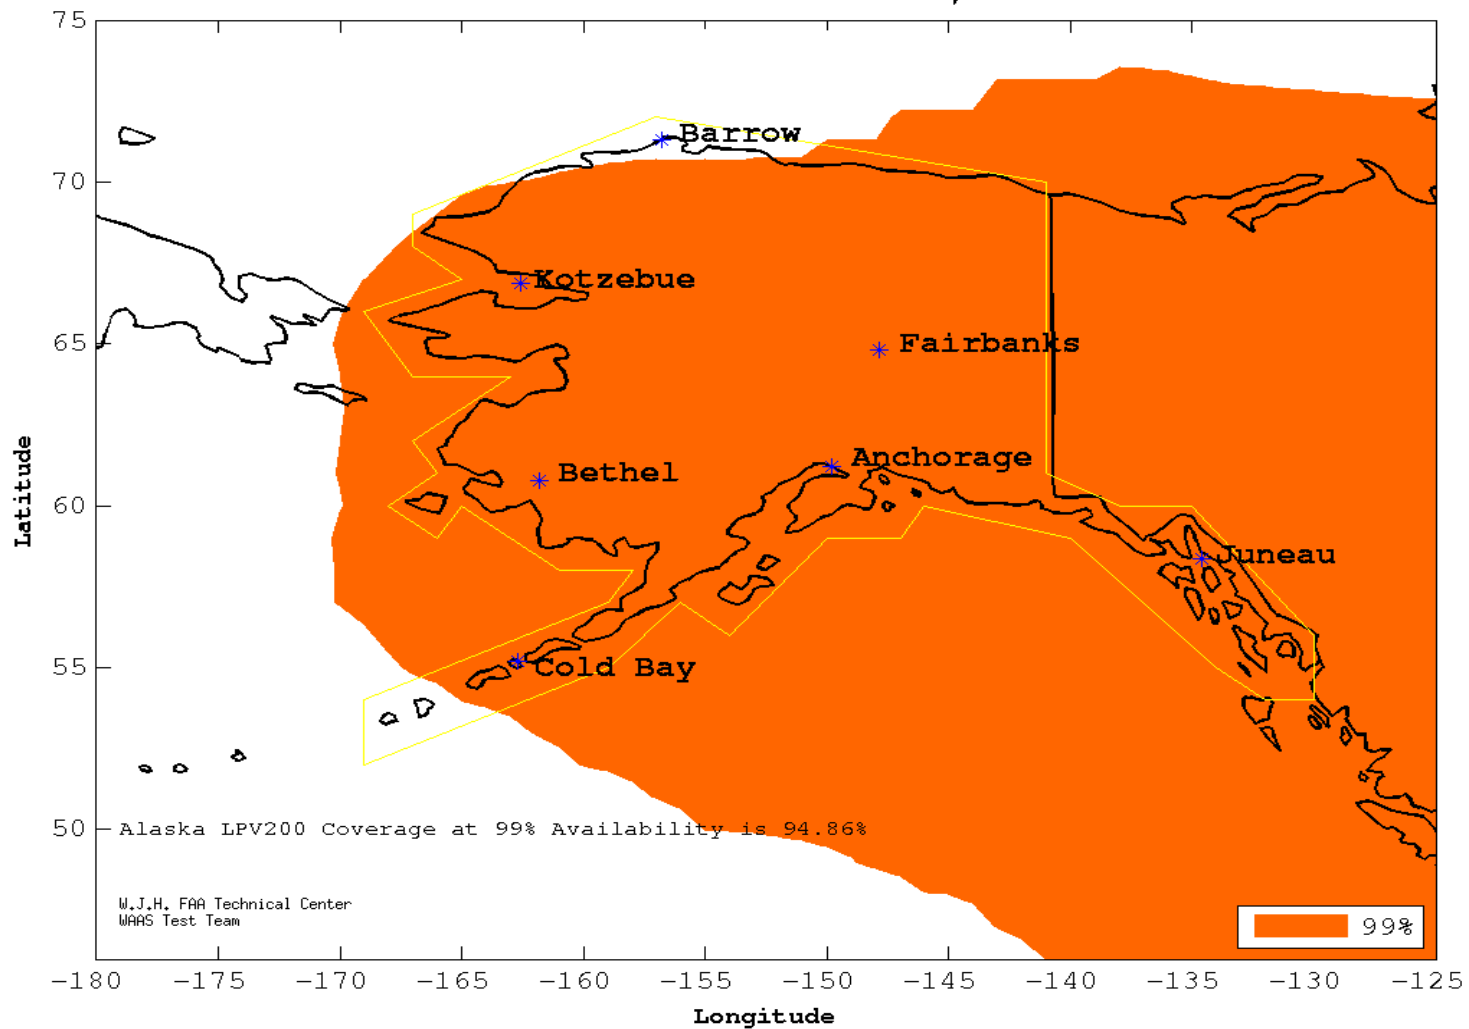 75
Barrow
70
Kotzebue
65
Fairbanks
Anchorage
Bethel
60
Latitude
Juneau
55
Cold Bay
50
Alaska LPV200 Coverage at 99% Availability is 94.86%
W.J.H. FAA Technical Center
WAAS Test Team
99%
-180 -175 -170 -165 -160 -155 -150 -145 -140 -135 -130 -125
Longitude